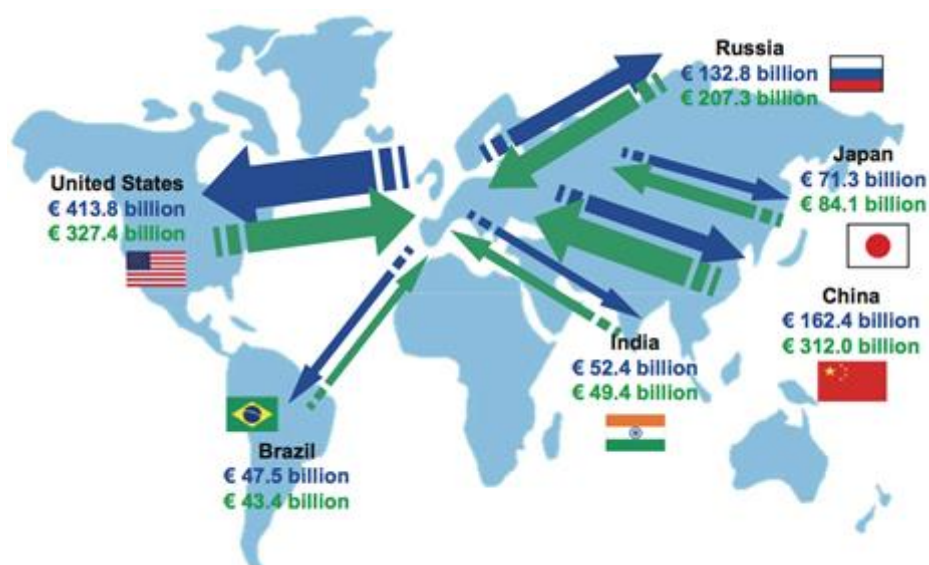 Russia
€ 132.8 billion
€ 207.3 billion
Japan
€ 71.3 billion
€ 84.1 billion
United States
€ 413.8 billion
€ 327.4 billion
China
€ 162.4 billion
€ 312.0 billion
India
€ 52.4 billion
€ 49.4 billion
Brazil
€ 47.5 billion
€ 43.4 billion